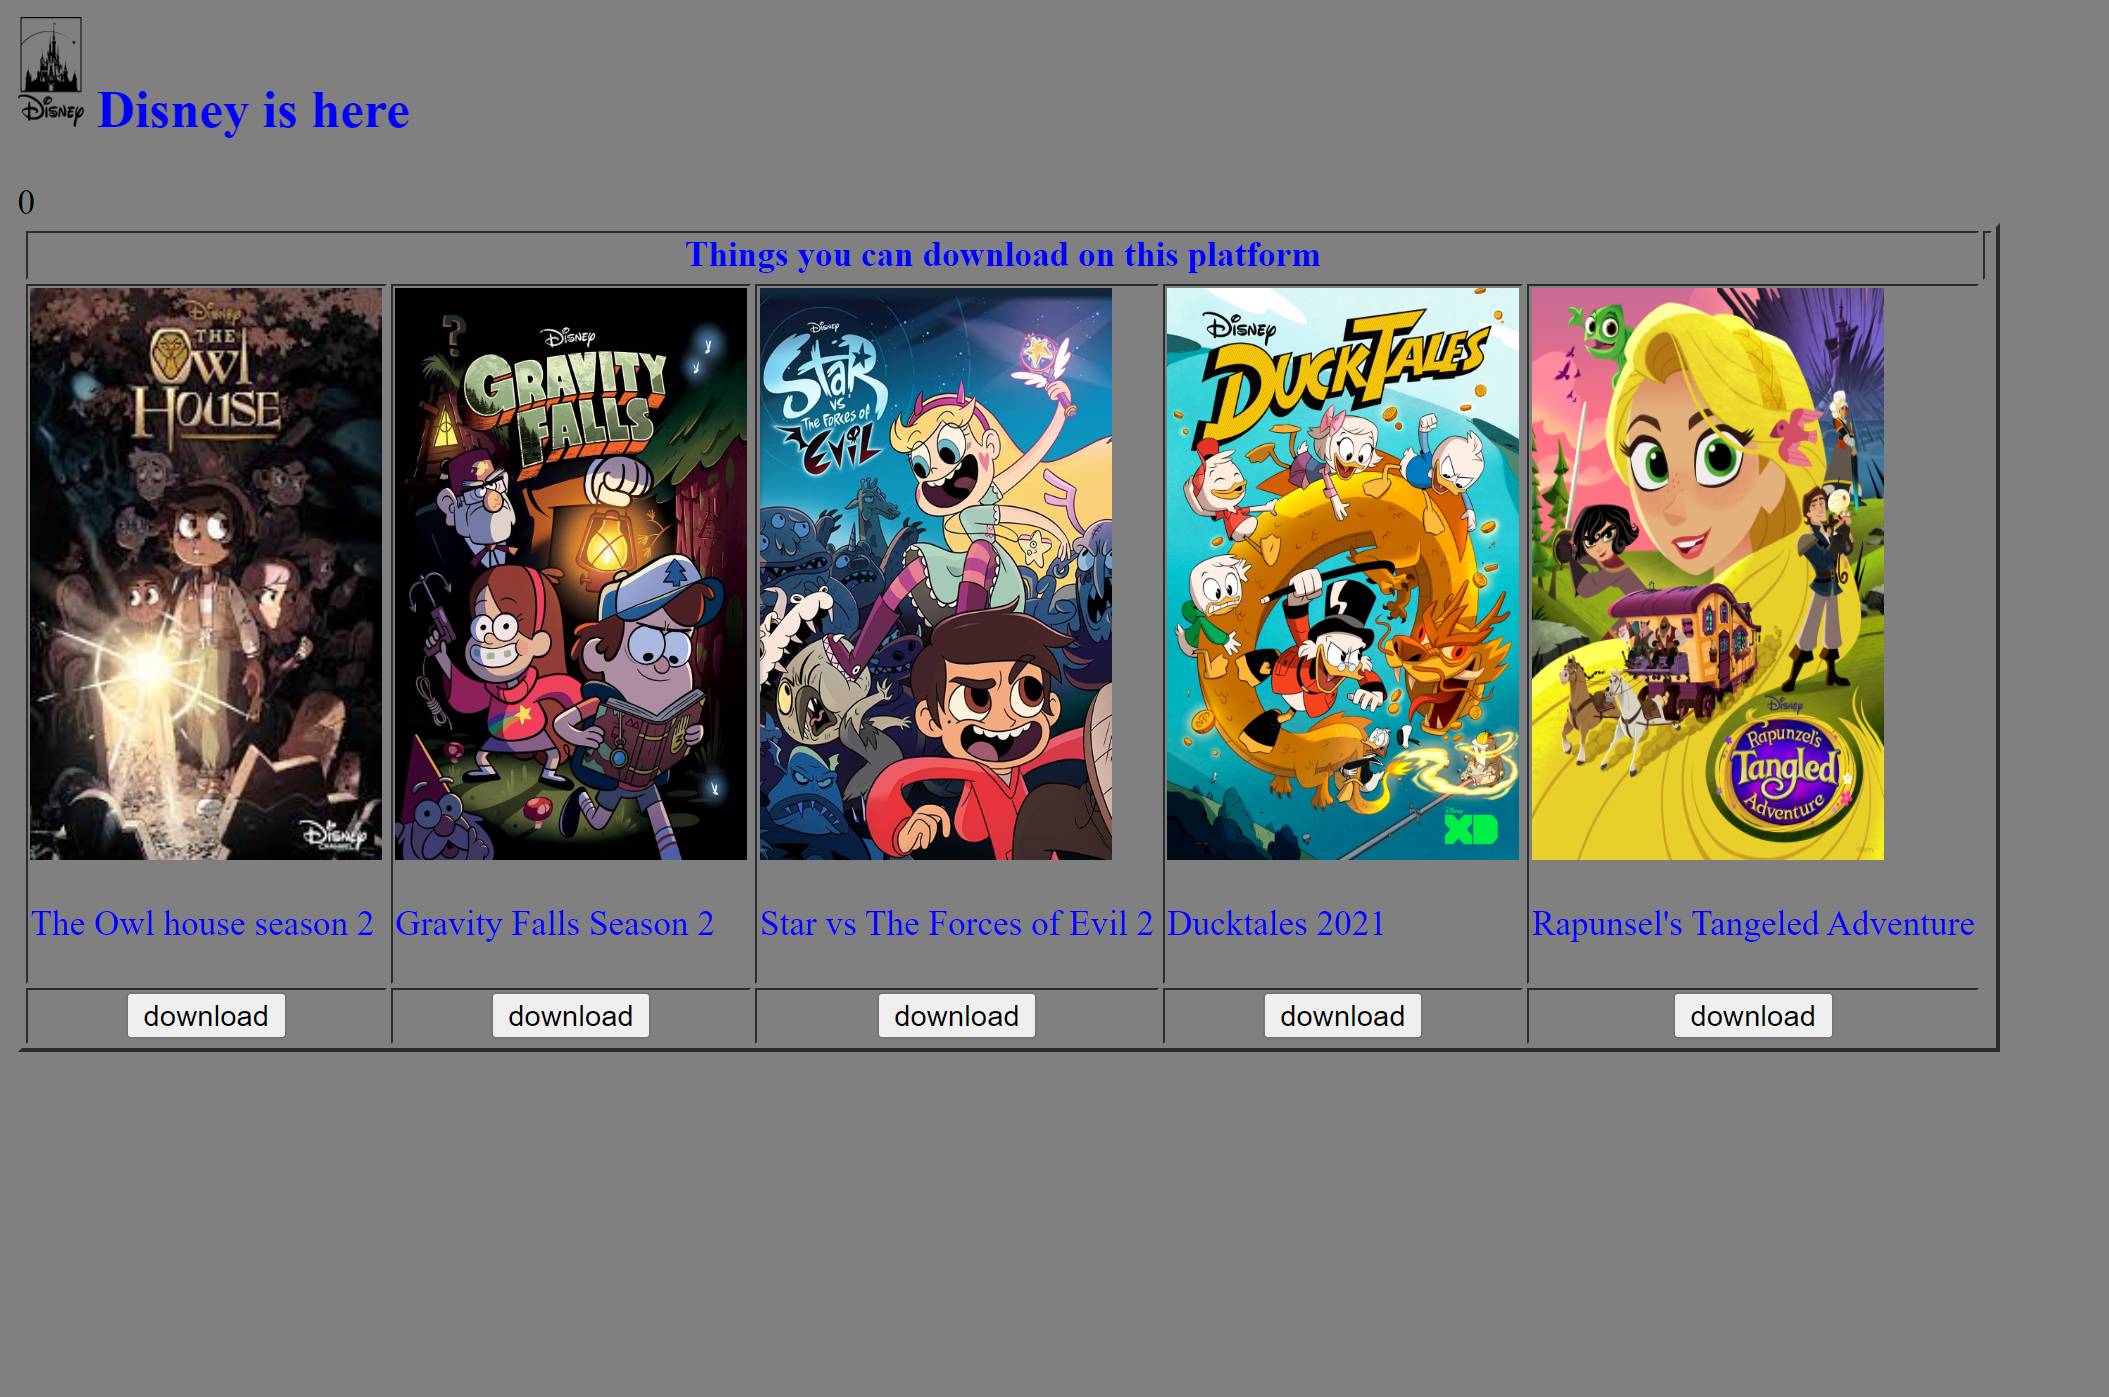 Disney
Disney is here
0
Things you can download on this platform
Disney
THE
OWL
HOUSE
Disney
CHANNEL
?
Disney
GRAVITY
FALLS
Disney
STAR
VS
THE FORCES of
EVIL
Disney
DUCKTALES
Disney
XD
Disney
Rapunzel's
Tangled
Adventure
The Owl house season 2
Gravity Falls Season 2
Star vs The Forces of Evil 2
Ducktales 2021
Rapunsel's Tangeled Adventure
download
download
download
download
download